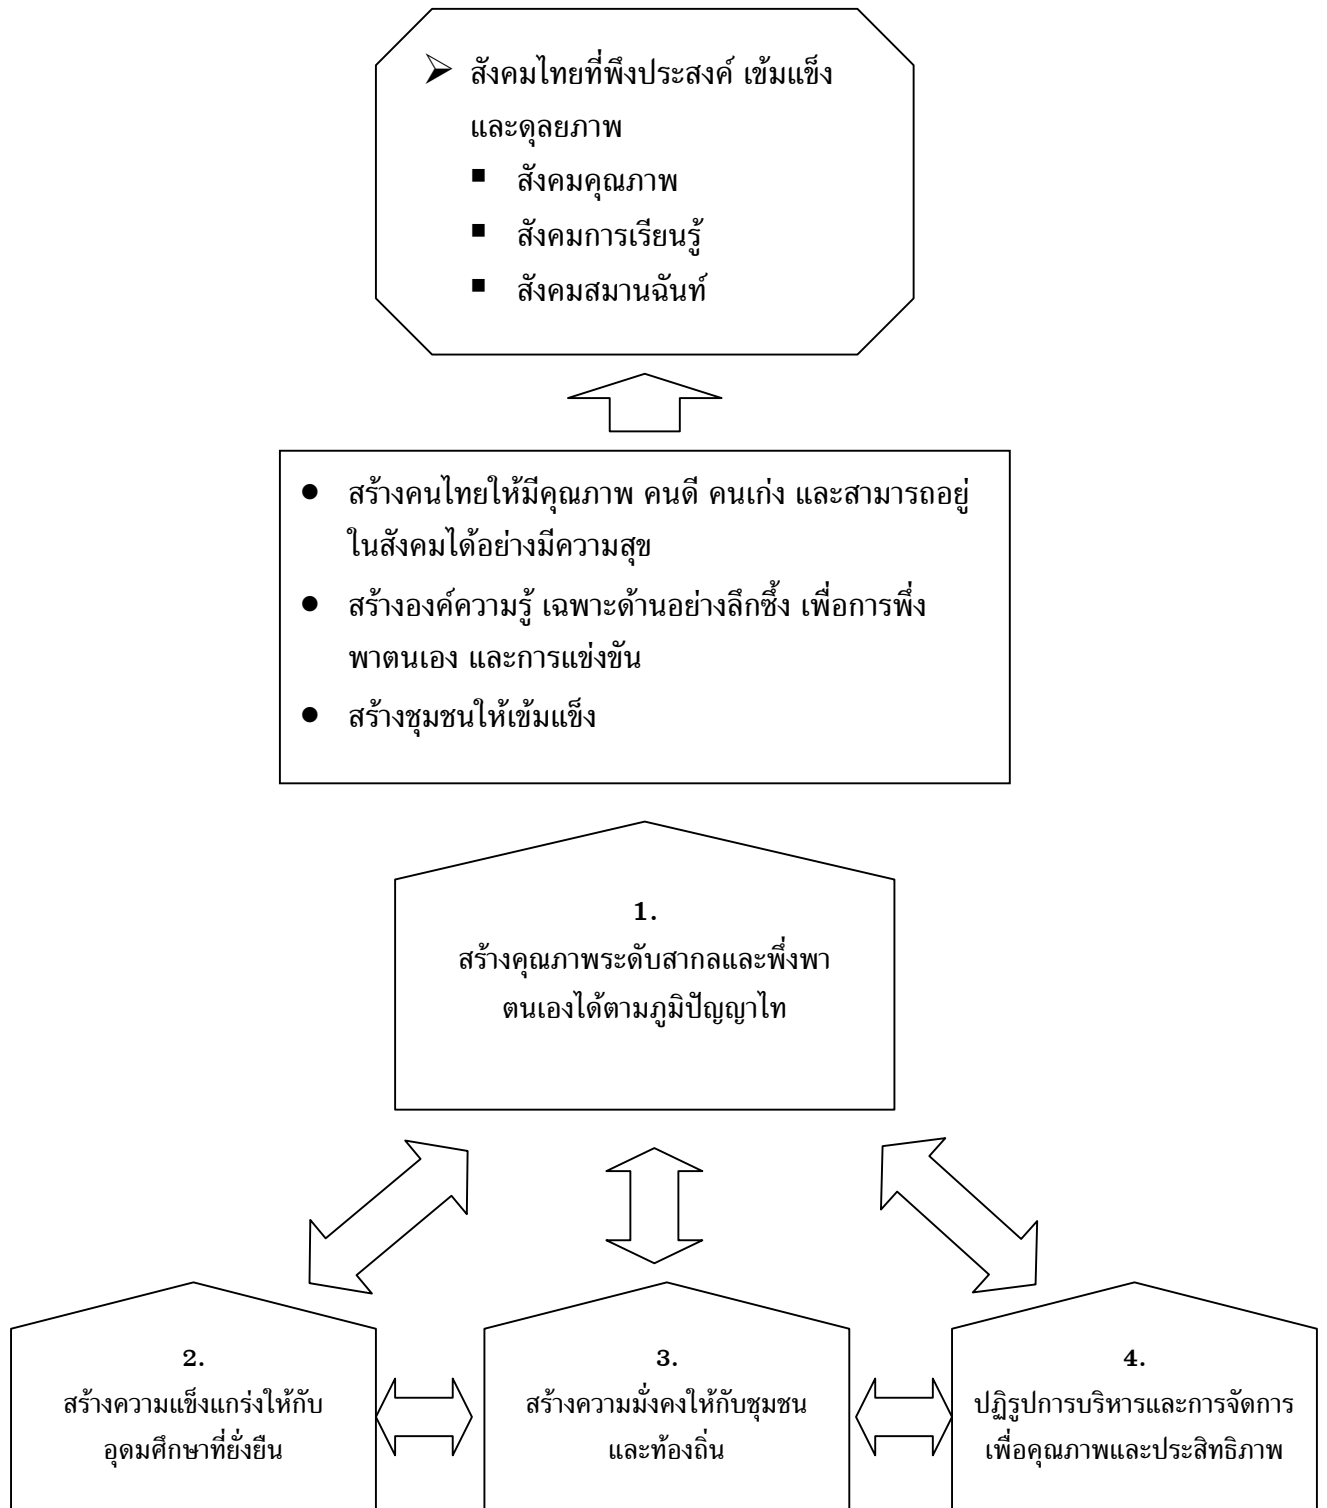 ➢ สังคมไทยที่พึงประสงค์ เข้มแข็ง
และดุลยภาพ
▪ สังคมคุณภาพ
▪ สังคมการเรียนรู้
▪ สังคมสมานฉันท์
● สร้างคนไทยให้มีคุณภาพ คนดี คนเก่ง และสามารถอยู่
ในสังคมได้อย่างมีความสุข
● สร้างองค์ความรู้ เฉพาะด้านอย่างลึกซึ้ง เพื่อการพึ่ง
พาตนเอง และการแข่งขัน
● สร้างชุมชนให้เข้มแข็ง
1.
สร้างคุณภาพระดับสากลและพึ่งพา
ตนเองได้ตามภูมิปัญญาไท
2.
สร้างความแข็งแกร่งให้กับ
อุดมศึกษาที่ยั่งยืน
3.
สร้างความมั่งคงให้กับชุมชน
และท้องถิ่น
4.
ปฏิรูปการบริหารและการจัดการ
เพื่อคุณภาพและประสิทธิภาพ